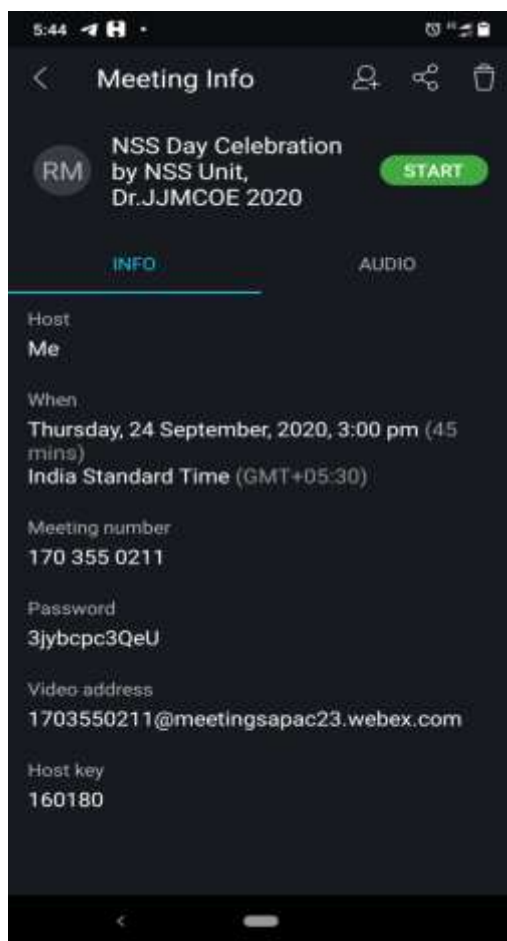 5:44
Meeting Info
RM
NSS Day Celebration
by NSS Unit,
Dr.JJMCOE 2020
START
INFO
AUDIO
Host
Me
When
Thursday, 24 September, 2020, 3:00 pm (45
mins)
India Standard Time (GMT+05:30)
Meeting number
170 355 0211
Password
3jybcpc3QeU
Video address
1703550211@meetingsapac23.webex.com
Host key
160180